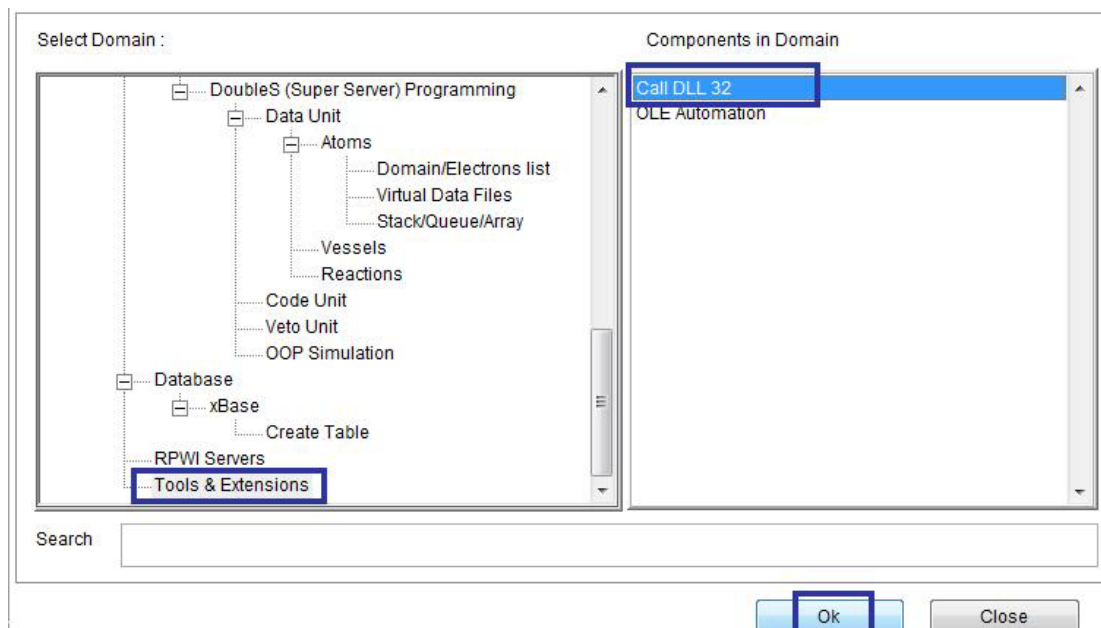 Select Domain :
Components in Domain
DoubleS (Super Server) Programming
Data Unit
Atoms
Domain/Electrons list
Virtual Data Files
Stack/Queue/Array
Vessels
Reactions
Code Unit
Veto Unit
OOP Simulation
Database
xBase
Create Table
RPWI Servers
Tools & Extensions
Call DLL 32
OLE Automation
Search
Ok
Close